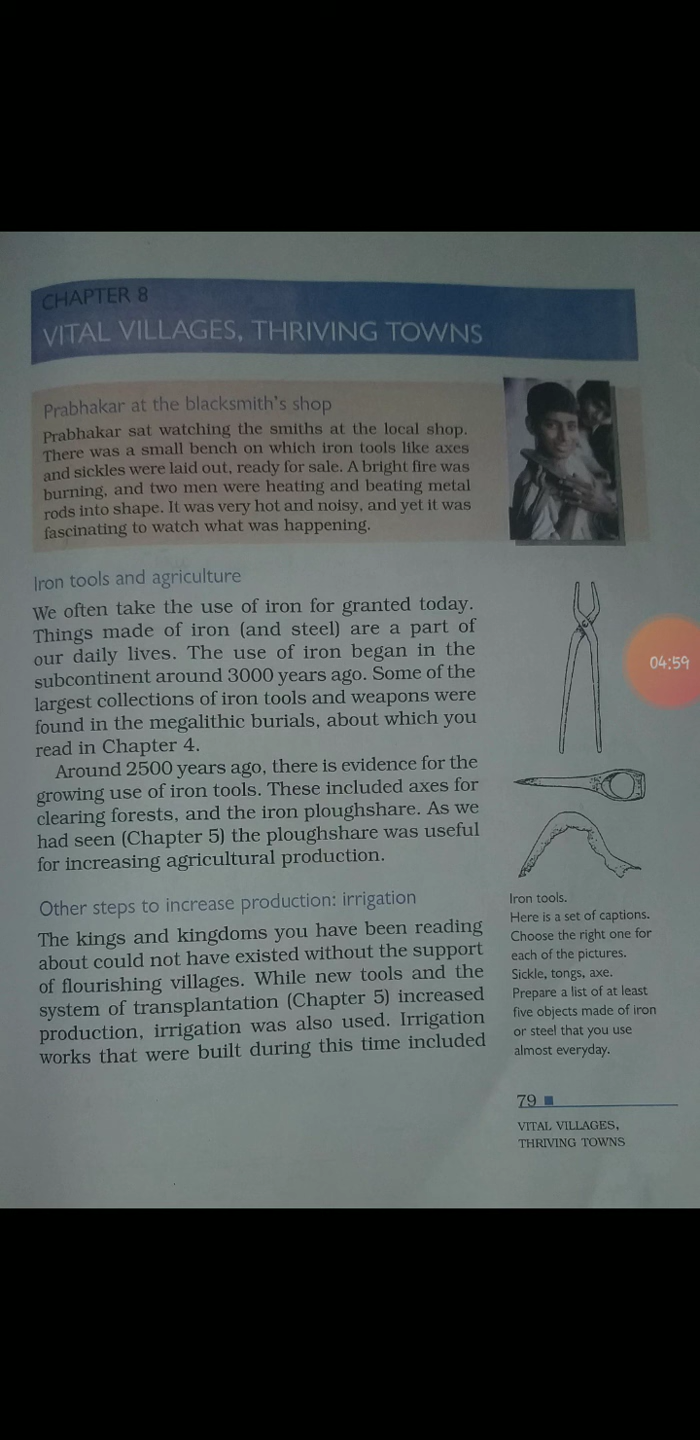 CHAPTER 8
VITAL VILLAGES, THRIVING TOWNS
Prabhakar at the blacksmith's shop
Prabhakar sat watching the smiths at the local shop.
There was a small bench on which iron tools like axes
and sickles were laid out, ready for sale. A bright fire was
burning, and two men were heating and beating metal
rods into shape. It was very hot and noisy, and yet it was
fascinating to watch what was happening.
Iron tools and agriculture
We often take the use of iron for granted today.
Things made of iron (and steel) are a part of
our daily lives. The use of iron began in the
subcontinent around 3000 years ago. Some of the
largest collections of iron tools and weapons were
found in the megalithic burials, about which you
read in Chapter 4.
Around 2500 years ago, there is evidence for the
growing use of iron tools. These included axes for
clearing forests, and the iron ploughshare. As we
had seen (Chapter 5) the ploughshare was useful
for increasing agricultural production.
Other steps to increase production: irrigation
The kings and kingdoms you have been reading
about could not have existed without the support
of flourishing villages. While new tools and the
system of transplantation (Chapter 5) increased
production, irrigation was also used. Irrigation
works that were built during this time included
04:59
Iron tools.
Here is a set of captions.
Choose the right one for
each of the pictures.
Sickle, tongs, axe.
Prepare a list of at least
five objects made of iron
or steel that you use
almost everyday.
79
VITAL VILLAGES,
THRIVING TOWNS